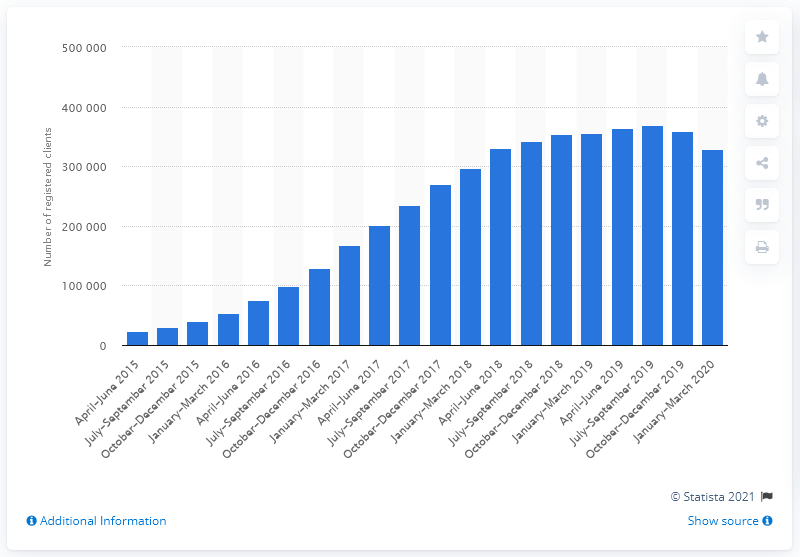 500 000
400 000
300 000
200 000
100 000
0
Number of registered clients
April–June 2015
July–September 2015
October–December 2015
January–March 2016
April–June 2016
July–September 2016
October–December 2016
January–March 2017
April–June 2017
July–September 2017
October–December 2017
January–March 2018
April–June 2018
July–September 2018
October–December 2018
January–March 2019
April–June 2019
July–September 2019
October–December 2019
January–March 2020
© Statista 2021
Additional Information
Show source